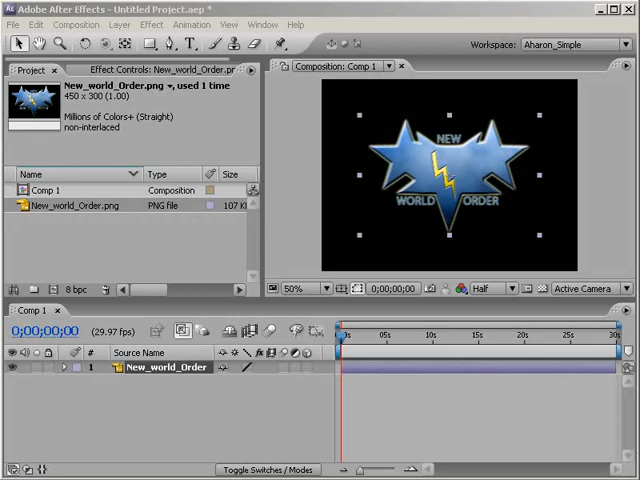 Adobe After Effects - Untitled Project.aep *
File Edit Composition Layer Effect Animation View Window Help
Workspace: Aharon_Simple
Project × Effect Controls: New_world_Order.pr
Composition: Comp 1
New_world_Order.png ▾, used 1 time
450 x 300 (1.00)
Millions of Colors+ (Straight)
non-interlaced
NEW
WORLD ORDER
Name Type Size
Comp 1 Composition
New_world_Order.png PNG file 107 K
8 bpc
50% 0;00;00;00 Half Active Camera
Comp 1 ×
0;00;00;00 (29.97 fps)
05s 10s 15s 20s 25s 30s
# Source Name
1 New_world_Order
Toggle Switches / Modes